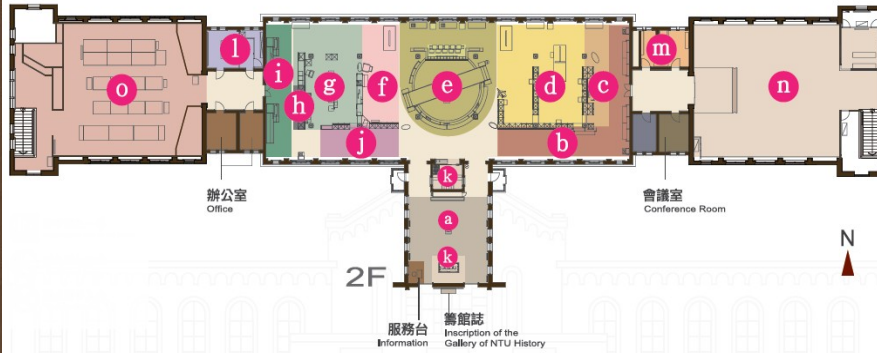 l
m
i
g
f
e
d
c
n
o
h
j
b
k
辦公室
Office
會議室
Conference Room
a
k
N
2F
服務台
Information
籌館誌
Inscription of the
Gallery of NTU History